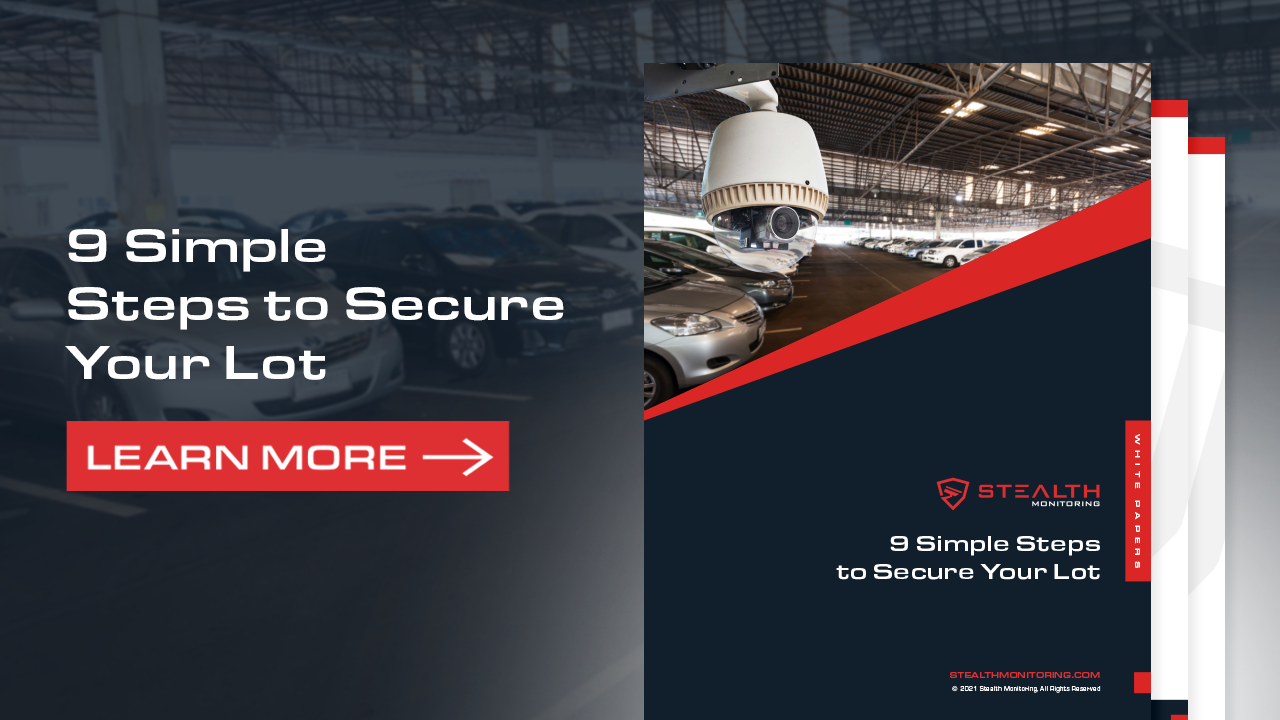 9 Simple
Steps to Secure
Your Lot
LEARN MORE
WHITE PAPERS
STEALTH
MONITORING
9 Simple Steps
to Secure Your Lot
STEALTHMONITORING.COM
© 2021 Stealth Monitoring, All Rights Reserved